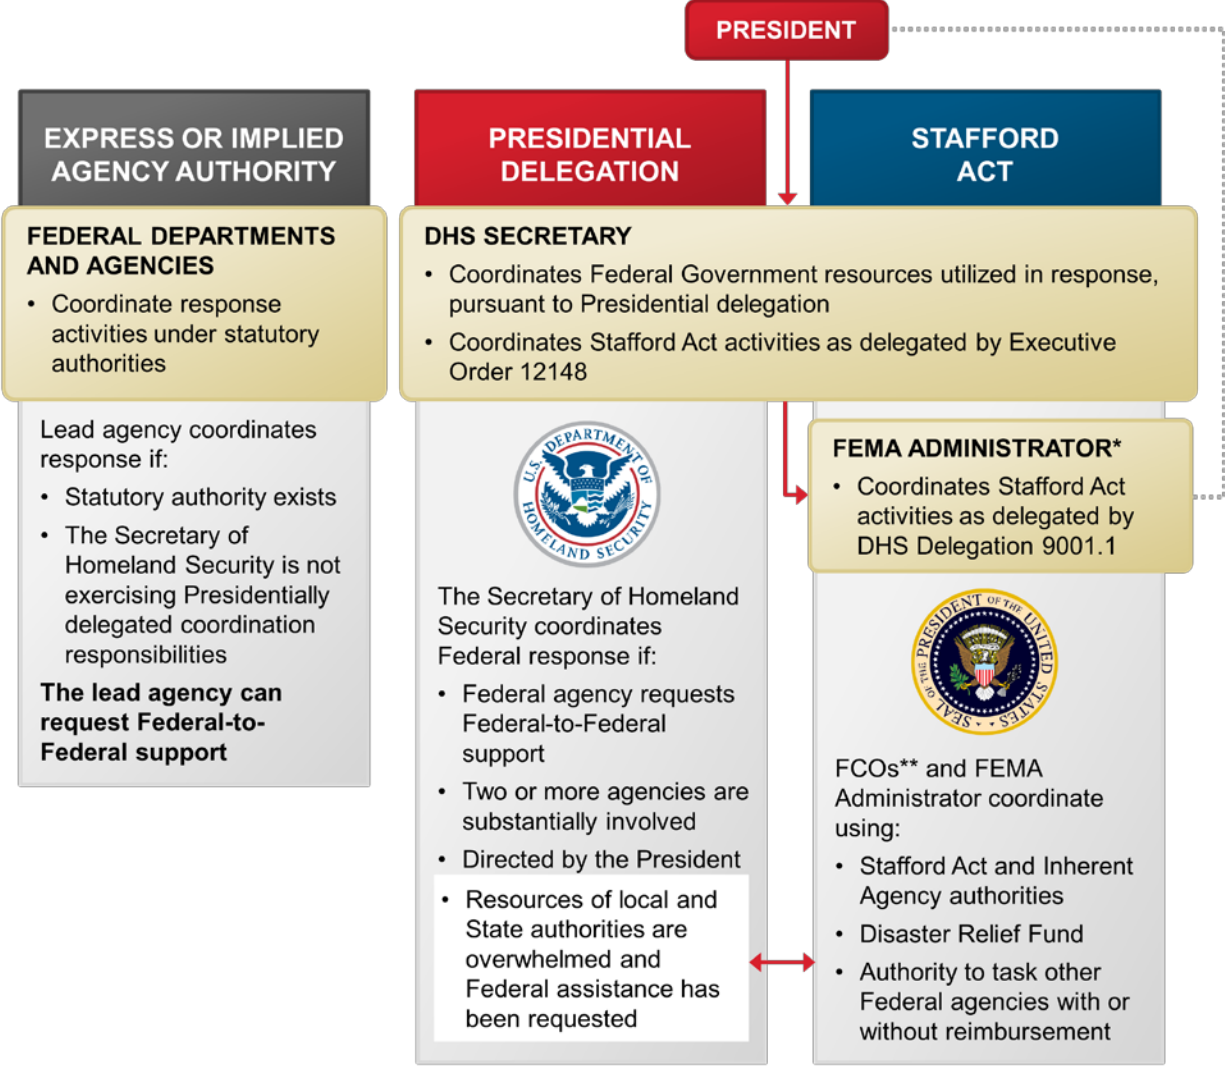 PRESIDENT
EXPRESS OR IMPLIED
AGENCY AUTHORITY
FEDERAL DEPARTMENTS
AND AGENCIES
• Coordinate response
activities under statutory
authorities
Lead agency coordinates
response if:
• Statutory authority exists
• The Secretary of
Homeland Security is not
exercising Presidentially
delegated coordination
responsibilities
The lead agency can
request Federal-to-
Federal support
PRESIDENTIAL
DELEGATION
STAFFORD
ACT
DHS SECRETARY
• Coordinates Federal Government resources utilized in response,
pursuant to Presidential delegation
• Coordinates Stafford Act activities as delegated by Executive
Order 12148
U.S. DEPARTMENT OF
HOMELAND SECURITY
The Secretary of Homeland
Security coordinates
Federal response if:
• Federal agency requests
Federal-to-Federal
support
• Two or more agencies are
substantially involved
• Directed by the President
• Resources of local and
State authorities are
overwhelmed and
Federal assistance has
been requested
FEMA ADMINISTRATOR*
• Coordinates Stafford Act
activities as delegated by
DHS Delegation 9001.1
SEAL OF THE PRESIDENT OF THE UNITED STATES
FCOs** and FEMA
Administrator coordinate
using:
• Stafford Act and Inherent
Agency authorities
• Disaster Relief Fund
• Authority to task other
Federal agencies with or
without reimbursement